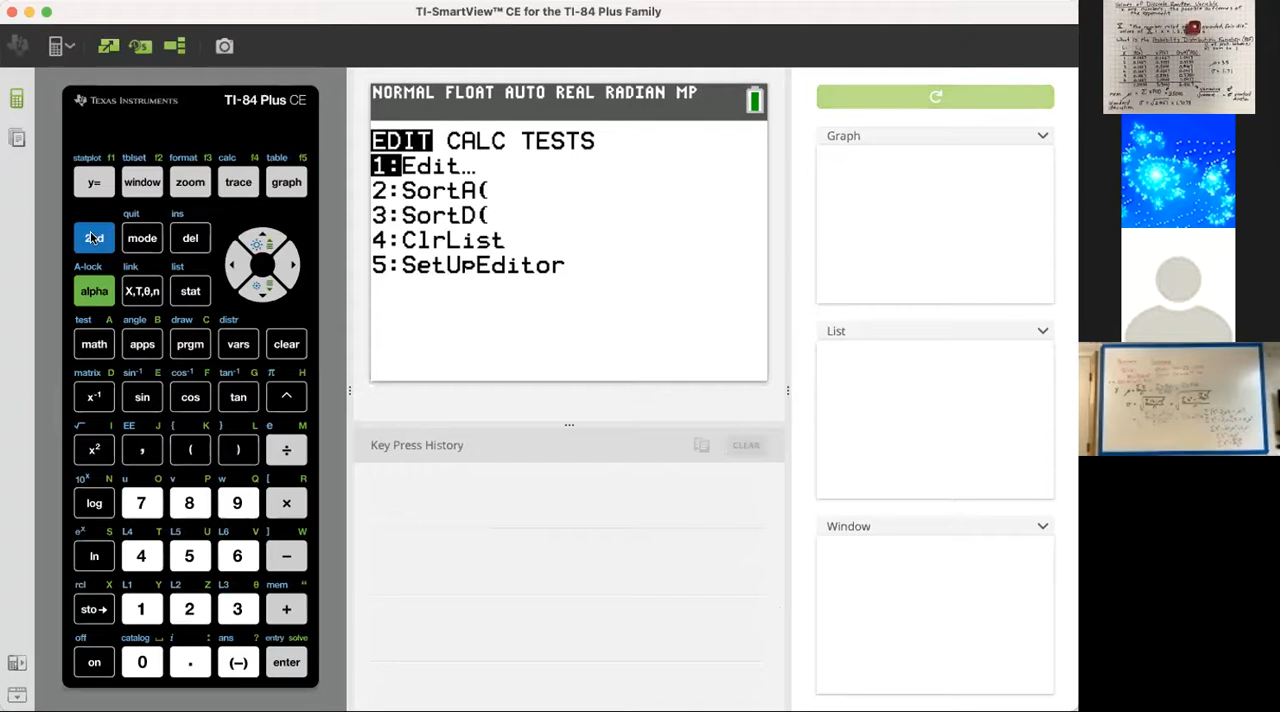 TI-SmartView™ CE for the TI-84 Plus Family
TEXAS INSTRUMENTS TI-84 Plus CE
statplot f1 tblset f2 format f3 calc f4 table f5
y= window zoom trace graph
quit ins
2nd mode del
A-lock link list
alpha X,T,θ,n stat
test A angle B draw C distr
math apps prgm vars clear
matrix D sin⁻¹ E cos⁻¹ F tan⁻¹ G π H
x⁻¹ sin cos tan ^
√ I EE J { K } L e M
x² , ( ) ÷
10ˣ N u O v P w Q [ R
log 7 8 9 ×
eˣ S L4 T L5 U L6 V ] W
ln 4 5 6 −
rcl X L1 Y L2 Z L3 θ mem "
sto→ 1 2 3 +
off catalog ⎵ i : ans ? entry solve
on 0 . (−) enter
NORMAL FLOAT AUTO REAL RADIAN MP
EDIT CALC TESTS
1:Edit…
2:SortA(
3:SortD(
4:ClrList
5:SetUpEditor
Key Press History
CLEAR
Graph
List
Window
Values of Discrete Random Variable